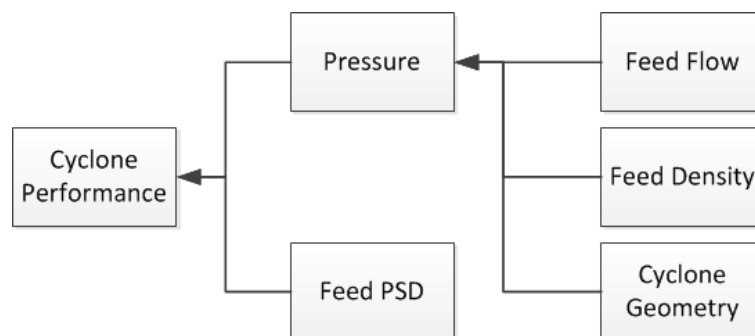 Pressure
Feed Flow
Cyclone
Performance
Feed Density
Feed PSD
Cyclone
Geometry